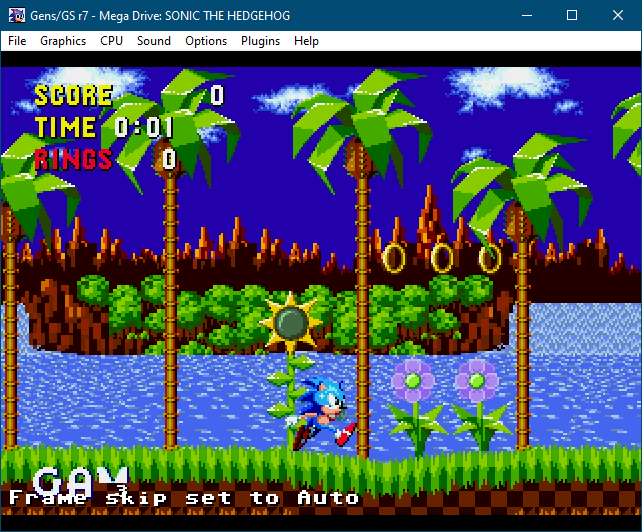 Gens/GS r7 - Mega Drive: SONIC THE HEDGEHOG
File Graphics CPU Sound Options Plugins Help
SCORE 0
TIME 0:01
RINGS 0
GAM
Frame skip set to Auto